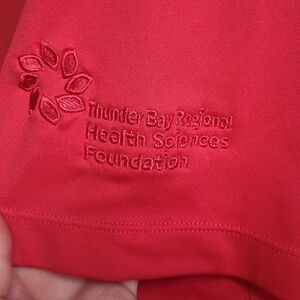 Thunder Bay Regional
Health Sciences
Foundation